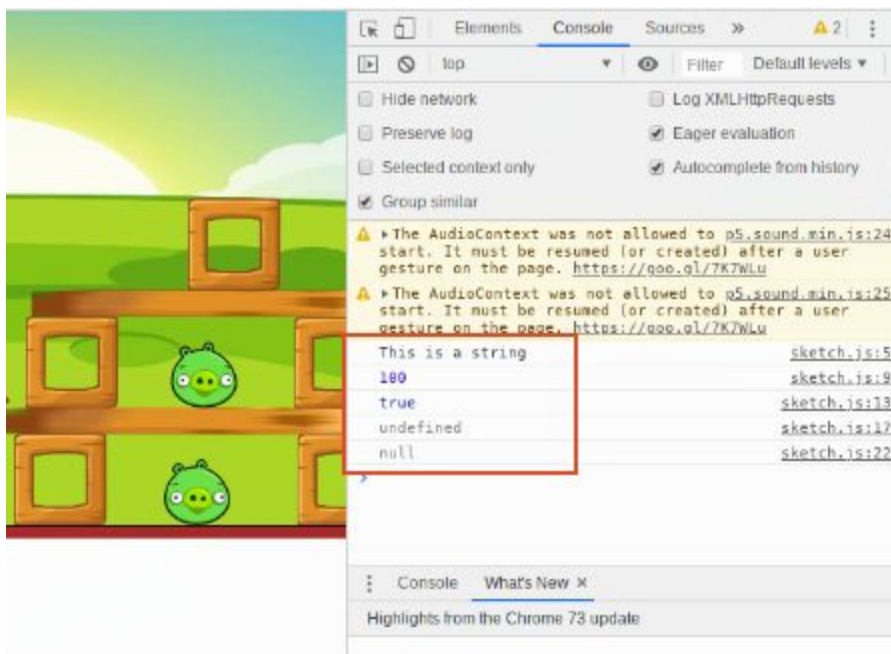 Elements Console Sources » 2
top Filter Default levels ▼
Hide network Log XMLHttpRequests
Preserve log Eager evaluation
Selected context only Autocomplete from history
Group similar
The AudioContext was not allowed to p5.sound.min.js:24
start. It must be resumed (or created) after a user
gesture on the page. https://goo.gl/7K7WLu
The AudioContext was not allowed to p5.sound.min.js:25
start. It must be resumed (or created) after a user
gesture on the page. https://goo.gl/7K7WLu
This is a string sketch.js:5
100 sketch.js:9
true sketch.js:13
undefined sketch.js:17
null sketch.js:22
Console What's New ×
Highlights from the Chrome 73 update